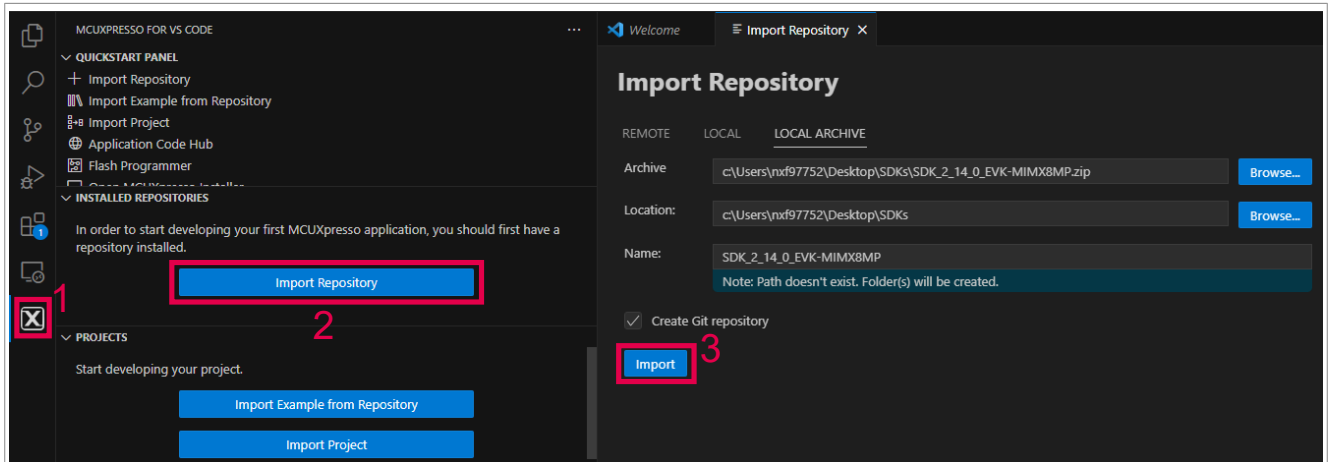 MCUXPRESSO FOR VS CODE
QUICKSTART PANEL
Import Repository
Import Example from Repository
Import Project
Application Code Hub
Flash Programmer
Open MCUXpresso Installer
INSTALLED REPOSITORIES
In order to start developing your first MCUXpresso application, you should first have a
repository installed.
Import Repository
1
2
PROJECTS
Start developing your project.
Import Example from Repository
Import Project
1
Welcome
Import Repository
Import Repository
REMOTE LOCAL LOCAL ARCHIVE
Archive c:\Users\nxf97752\Desktop\SDKs\SDK_2_14_0_EVK-MIMX8MP.zip Browse...
Location: c:\Users\nxf97752\Desktop\SDKs Browse...
Name: SDK_2_14_0_EVK-MIMX8MP
Note: Path doesn't exist. Folder(s) will be created.
Create Git repository
Import
3